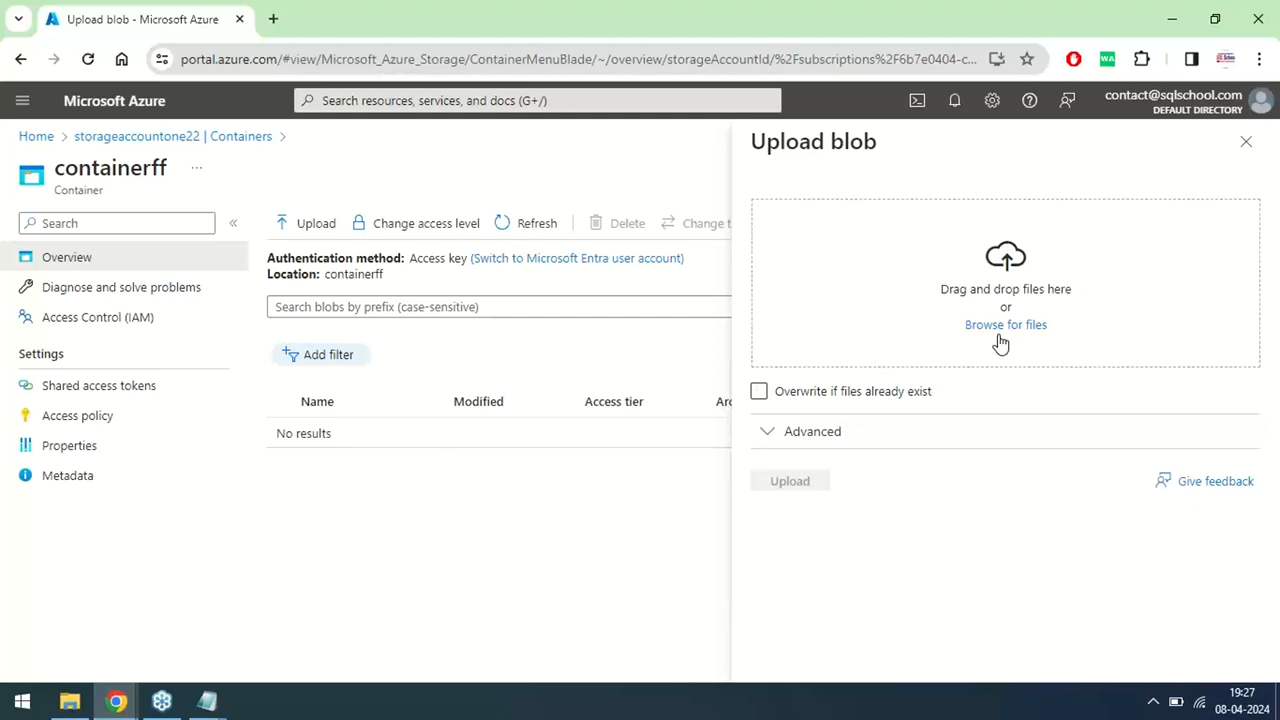 Upload blob - Microsoft Azure
portal.azure.com/#view/Microsoft_Azure_Storage/ContainerMenuBlade/~/overview/storageAccountId/%2Fsubscriptions%2F6b7e0404-c...
WA
Microsoft Azure
Search resources, services, and docs (G+/)
contact@sqlschool.com
DEFAULT DIRECTORY
Home > storageaccountone22 | Containers >
containerff ...
Container
Search
«
Overview
Diagnose and solve problems
Access Control (IAM)
Settings
Shared access tokens
Access policy
Properties
Metadata
Upload Change access level Refresh Delete Change t
Authentication method: Access key (Switch to Microsoft Entra user account)
Location: containerff
Search blobs by prefix (case-sensitive)
Add filter
Name Modified Access tier Arc
No results
Upload blob
Drag and drop files here
or
Browse for files
Overwrite if files already exist
Advanced
Upload Give feedback
19:27
08-04-2024